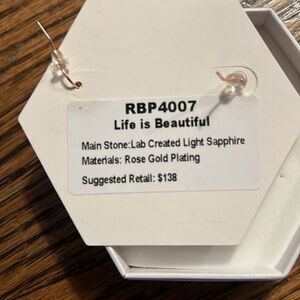 RBP4007
Life is Beautiful
Main Stone:Lab Created Light Sapphire
Materials: Rose Gold Plating
Suggested Retail: $138